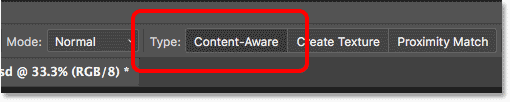 Mode: Normal Type: Content-Aware Create Texture Proximity Match
sd @ 33.3% (RGB/8) *